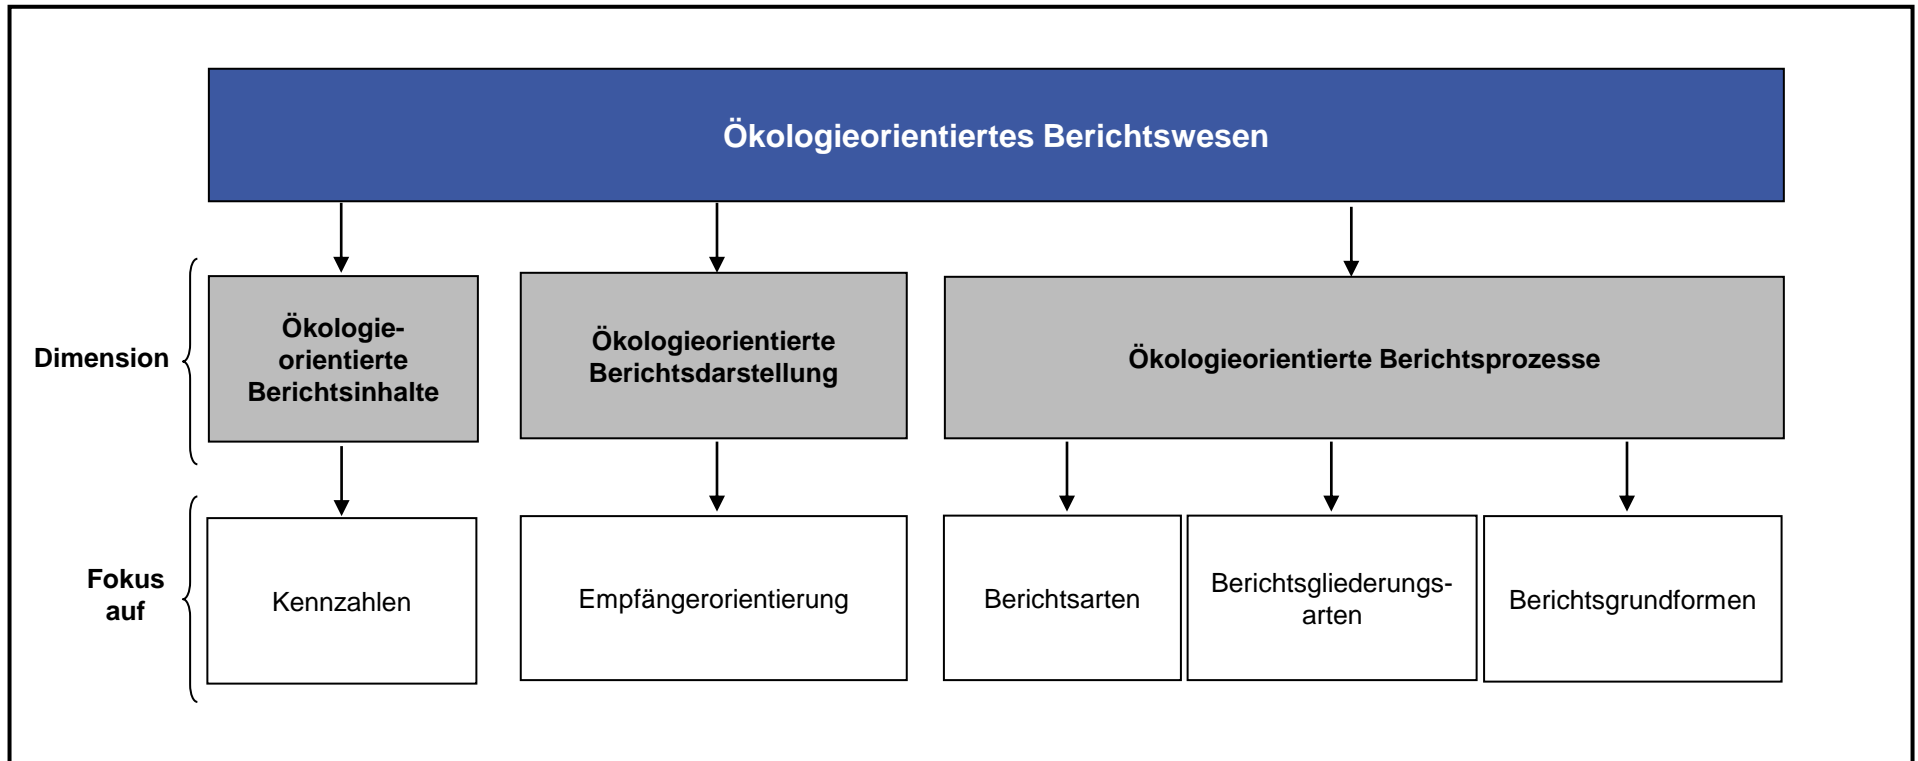 Ökologieorientiertes Berichtswesen
Dimension
Ökologie-
orientierte
Berichtsinhalte
Ökologieorientierte
Berichtsdarstellung
Ökologieorientierte Berichtsprozesse
Fokus
auf
Kennzahlen
Empfängerorientierung
Berichtsarten
Berichtsgliederungs-
arten
Berichtsgrundformen